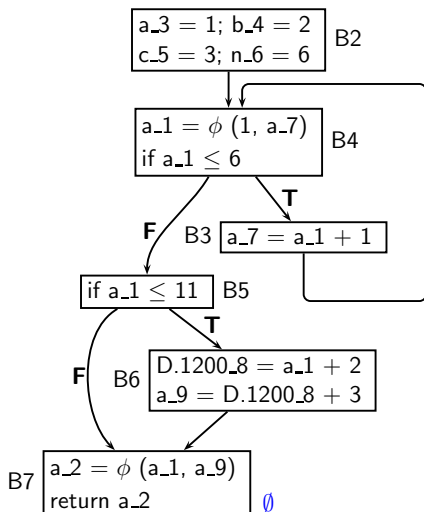 a_3 = 1; b_4 = 2
c_5 = 3; n_6 = 6
B2
a_1 = ϕ (1, a_7)
if a_1 ≤ 6
B4
T
F
B3
a_7 = a_1 + 1
if a_1 ≤ 11
B5
T
F
B6
D.1200_8 = a_1 + 2
a_9 = D.1200_8 + 3
B7
a_2 = ϕ (a_1, a_9)
return a_2
∅